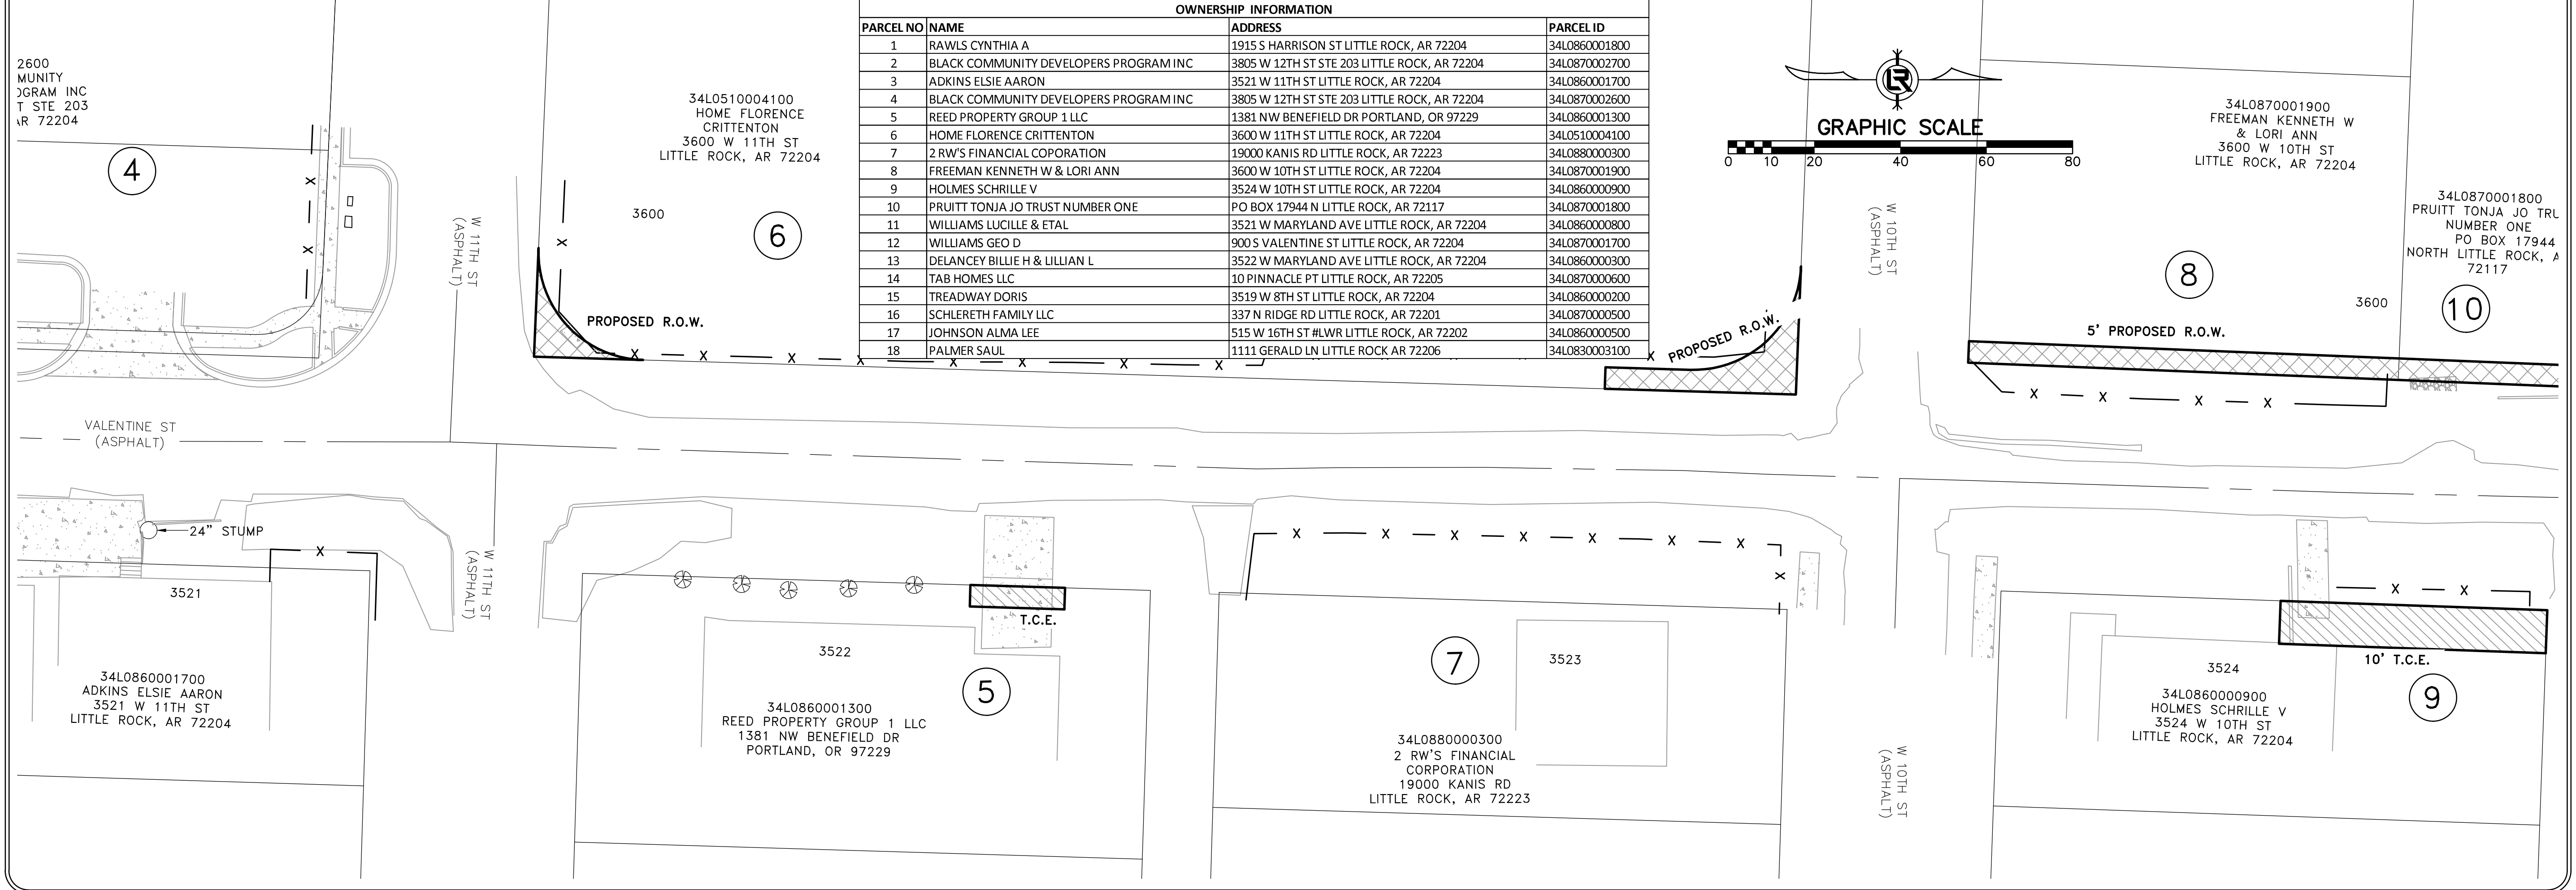 OWNERSHIP INFORMATION
PARCEL NO NAME ADDRESS PARCEL ID
1 RAWLS CYNTHIA A 1915 S HARRISON ST LITTLE ROCK, AR 72204 34L0860001800
2 BLACK COMMUNITY DEVELOPERS PROGRAM INC 3805 W 12TH ST STE 203 LITTLE ROCK, AR 72204 34L0870002700
3 ADKINS ELSIE AARON 3521 W 11TH ST LITTLE ROCK, AR 72204 34L0860001700
4 BLACK COMMUNITY DEVELOPERS PROGRAM INC 3805 W 12TH ST STE 203 LITTLE ROCK, AR 72204 34L0870002600
5 REED PROPERTY GROUP 1 LLC 1381 NW BENEFIELD DR PORTLAND, OR 97229 34L0860001300
6 HOME FLORENCE CRITTENTON 3600 W 11TH ST LITTLE ROCK, AR 72204 34L0510004100
7 2 RW'S FINANCIAL COPORATION 19000 KANIS RD LITTLE ROCK, AR 72223 34L0880000300
8 FREEMAN KENNETH W & LORI ANN 3600 W 10TH ST LITTLE ROCK, AR 72204 34L0870001900
9 HOLMES SCHRILLE V 3524 W 10TH ST LITTLE ROCK, AR 72204 34L0860000900
10 PRUITT TONJA JO TRUST NUMBER ONE PO BOX 17944 N LITTLE ROCK, AR 72117 34L0870001800
11 WILLIAMS LUCILLE & ETAL 3521 W MARYLAND AVE LITTLE ROCK, AR 72204 34L0860000800
12 WILLIAMS GEO D 900 S VALENTINE ST LITTLE ROCK, AR 72204 34L0870001700
13 DELANCEY BILLIE H & LILLIAN L 3522 W MARYLAND AVE LITTLE ROCK, AR 72204 34L0860000300
14 TAB HOMES LLC 10 PINNACLE PT LITTLE ROCK, AR 72205 34L0870000600
15 TREADWAY DORIS 3519 W 8TH ST LITTLE ROCK, AR 72204 34L0860000200
16 SCHLERETH FAMILY LLC 337 N RIDGE RD LITTLE ROCK, AR 72201 34L0870000500
17 JOHNSON ALMA LEE 515 W 16TH ST #LWR LITTLE ROCK, AR 72202 34L0860000500
18 PALMER SAUL 1111 GERALD LN LITTLE ROCK AR 72206 34L0830003100
2600
MUNITY
OGRAM INC
T STE 203
AR 72204
4
W 11TH ST
(ASPHALT)
34L0510004100
HOME FLORENCE
CRITTENTON
3600 W 11TH ST
LITTLE ROCK, AR 72204
3600
6
PROPOSED R.O.W.
LR
GRAPHIC SCALE
0 10 20 40 60 80
PROPOSED R.O.W.
W 10TH ST
(ASPHALT)
34L0870001900
FREEMAN KENNETH W
& LORI ANN
3600 W 10TH ST
LITTLE ROCK, AR 72204
8
3600
5' PROPOSED R.O.W.
34L0870001800
PRUITT TONJA JO TRU
NUMBER ONE
PO BOX 17944
NORTH LITTLE ROCK, A
72117
10
VALENTINE ST
(ASPHALT)
24" STUMP
3521
34L0860001700
ADKINS ELSIE AARON
3521 W 11TH ST
LITTLE ROCK, AR 72204
W 11TH ST
(ASPHALT)
T.C.E.
3522
5
34L0860001300
REED PROPERTY GROUP 1 LLC
1381 NW BENEFIELD DR
PORTLAND, OR 97229
7
3523
34L0880000300
2 RW'S FINANCIAL
CORPORATION
19000 KANIS RD
LITTLE ROCK, AR 72223
W 10TH ST
(ASPHALT)
10' T.C.E.
3524
9
34L0860000900
HOLMES SCHRILLE V
3524 W 10TH ST
LITTLE ROCK, AR 72204